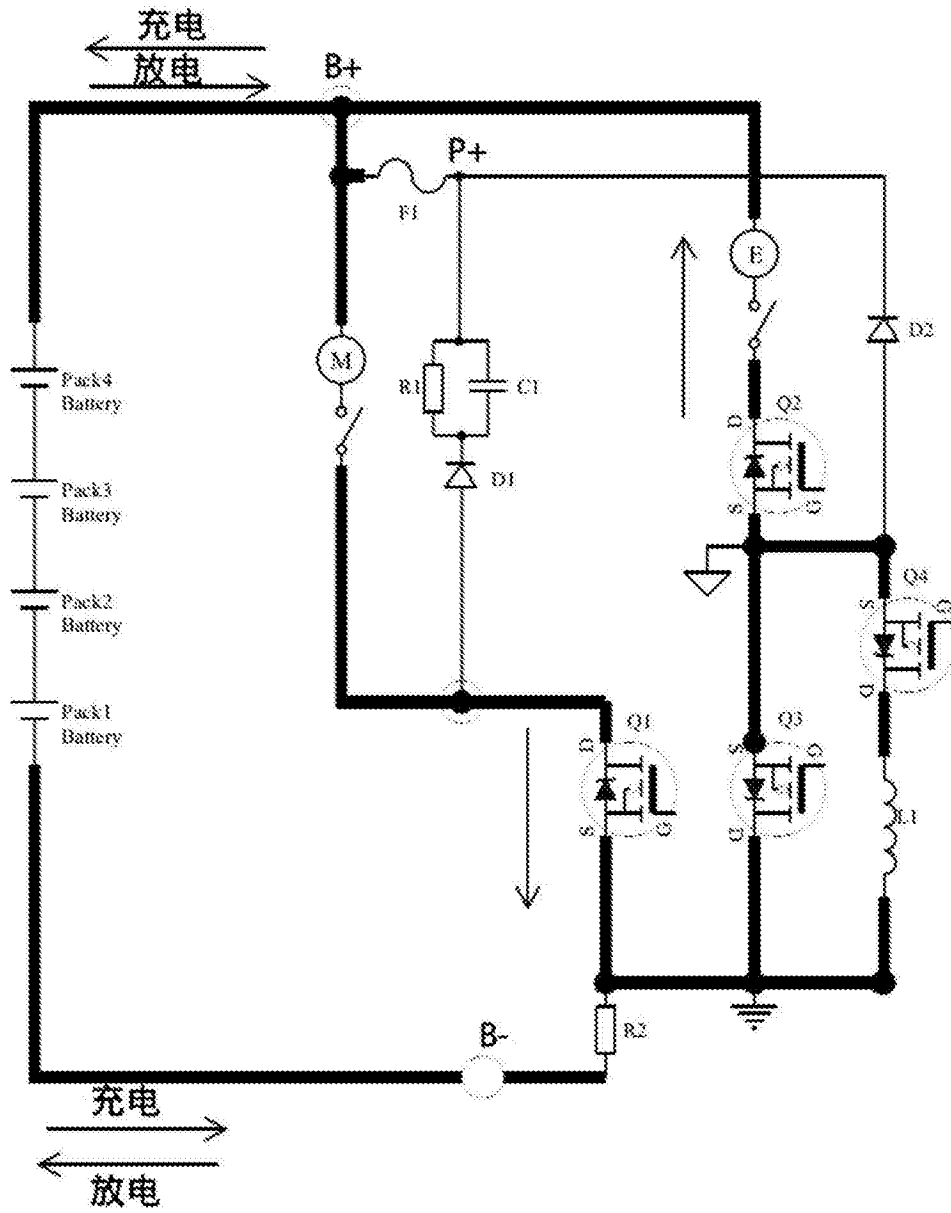 充电
放电
B+
P+
F1
E
D2
M
R1
C1
Pack4
Battery
D
Q2
D1
Pack3
Battery
S
G
Pack2
Battery
Q4
S
G
D
Pack1
Battery
D
Q1
S
Q3
G
S
G
D
L1
R2
B-
充电
放电